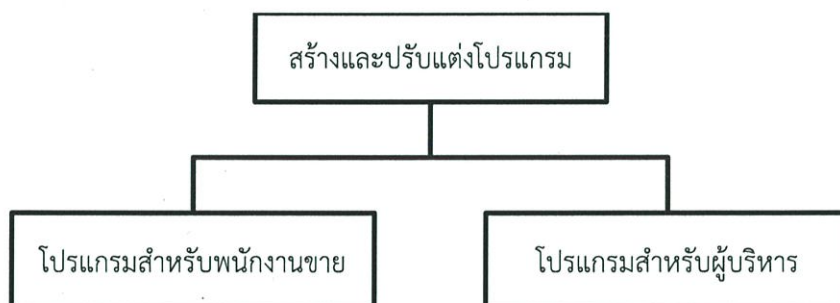 สร้างและปรับแต่งโปรแกรม
โปรแกรมสำหรับพนักงานขาย
โปรแกรมสำหรับผู้บริหาร